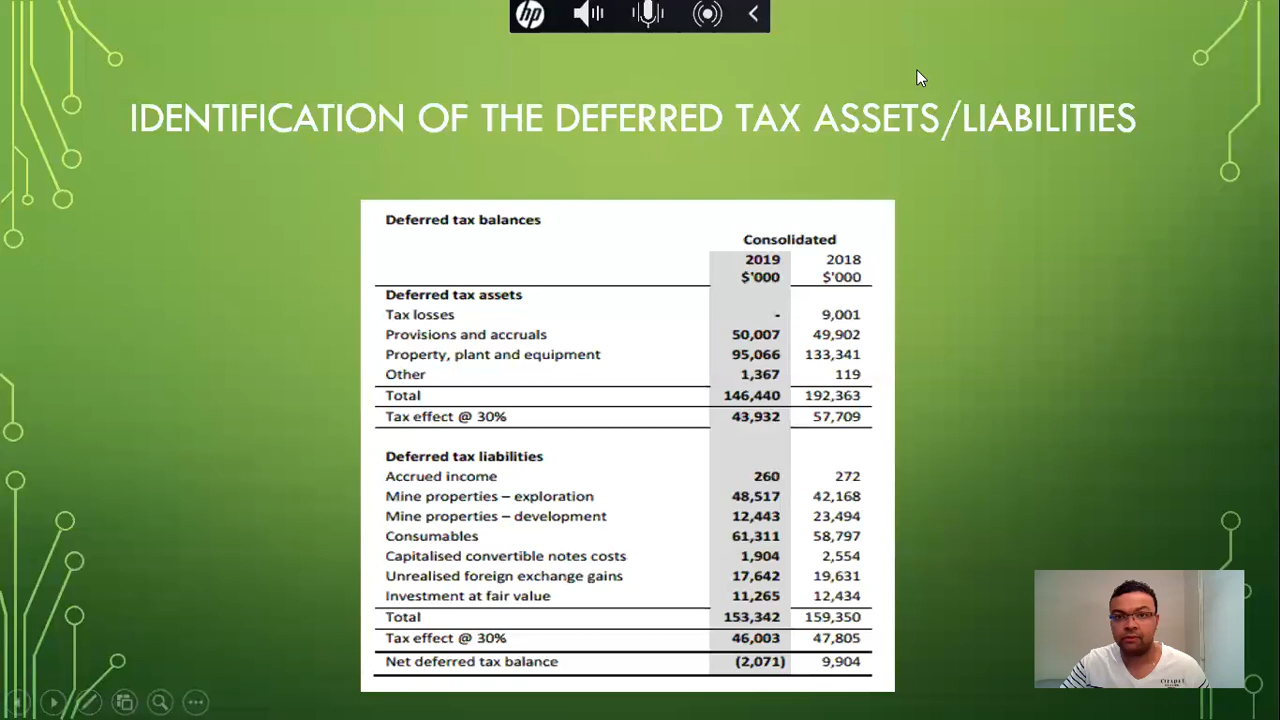 hp
IDENTIFICATION OF THE DEFERRED TAX ASSETS/LIABILITIES
Deferred tax balances
Consolidated
2019 2018
$'000 $'000
Deferred tax assets
Tax losses - 9,001
Provisions and accruals 50,007 49,902
Property, plant and equipment 95,066 133,341
Other 1,367 119
Total 146,440 192,363
Tax effect @ 30% 43,932 57,709
Deferred tax liabilities
Accrued income 260 272
Mine properties – exploration 48,517 42,168
Mine properties – development 12,443 23,494
Consumables 61,311 58,797
Capitalised convertible notes costs 1,904 2,554
Unrealised foreign exchange gains 17,642 19,631
Investment at fair value 11,265 12,434
Total 153,342 159,350
Tax effect @ 30% 46,003 47,805
Net deferred tax balance (2,071) 9,904